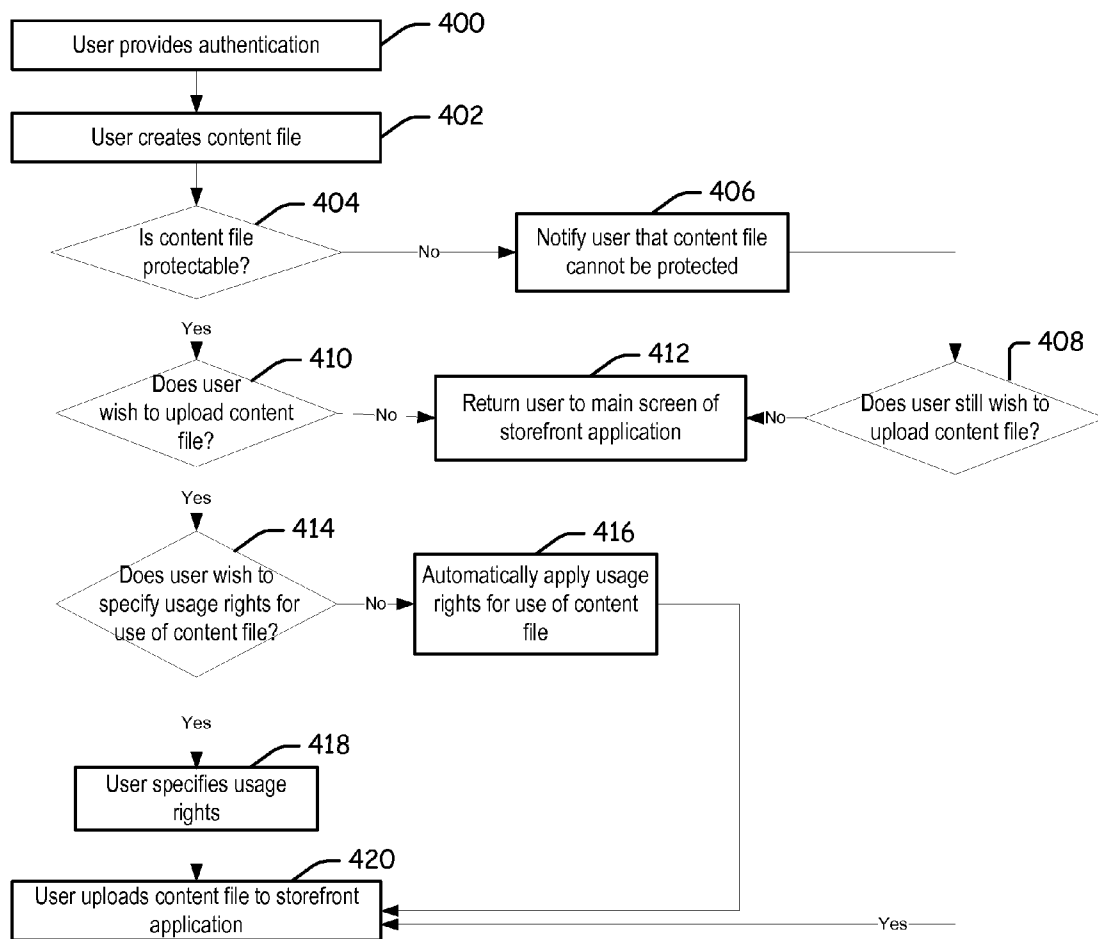 400
User provides authentication
402
User creates content file
404
Is content file
protectable?
No
406
Notify user that content file
cannot be protected
Yes
410
Does user
wish to upload content
file?
No
412
Return user to main screen of
storefront application
No
408
Does user still wish to
upload content file?
Yes
414
Does user wish to
specify usage rights for
use of content file?
No
416
Automatically apply usage
rights for use of content
file
Yes
418
User specifies usage
rights
420
User uploads content file to storefront
application
Yes